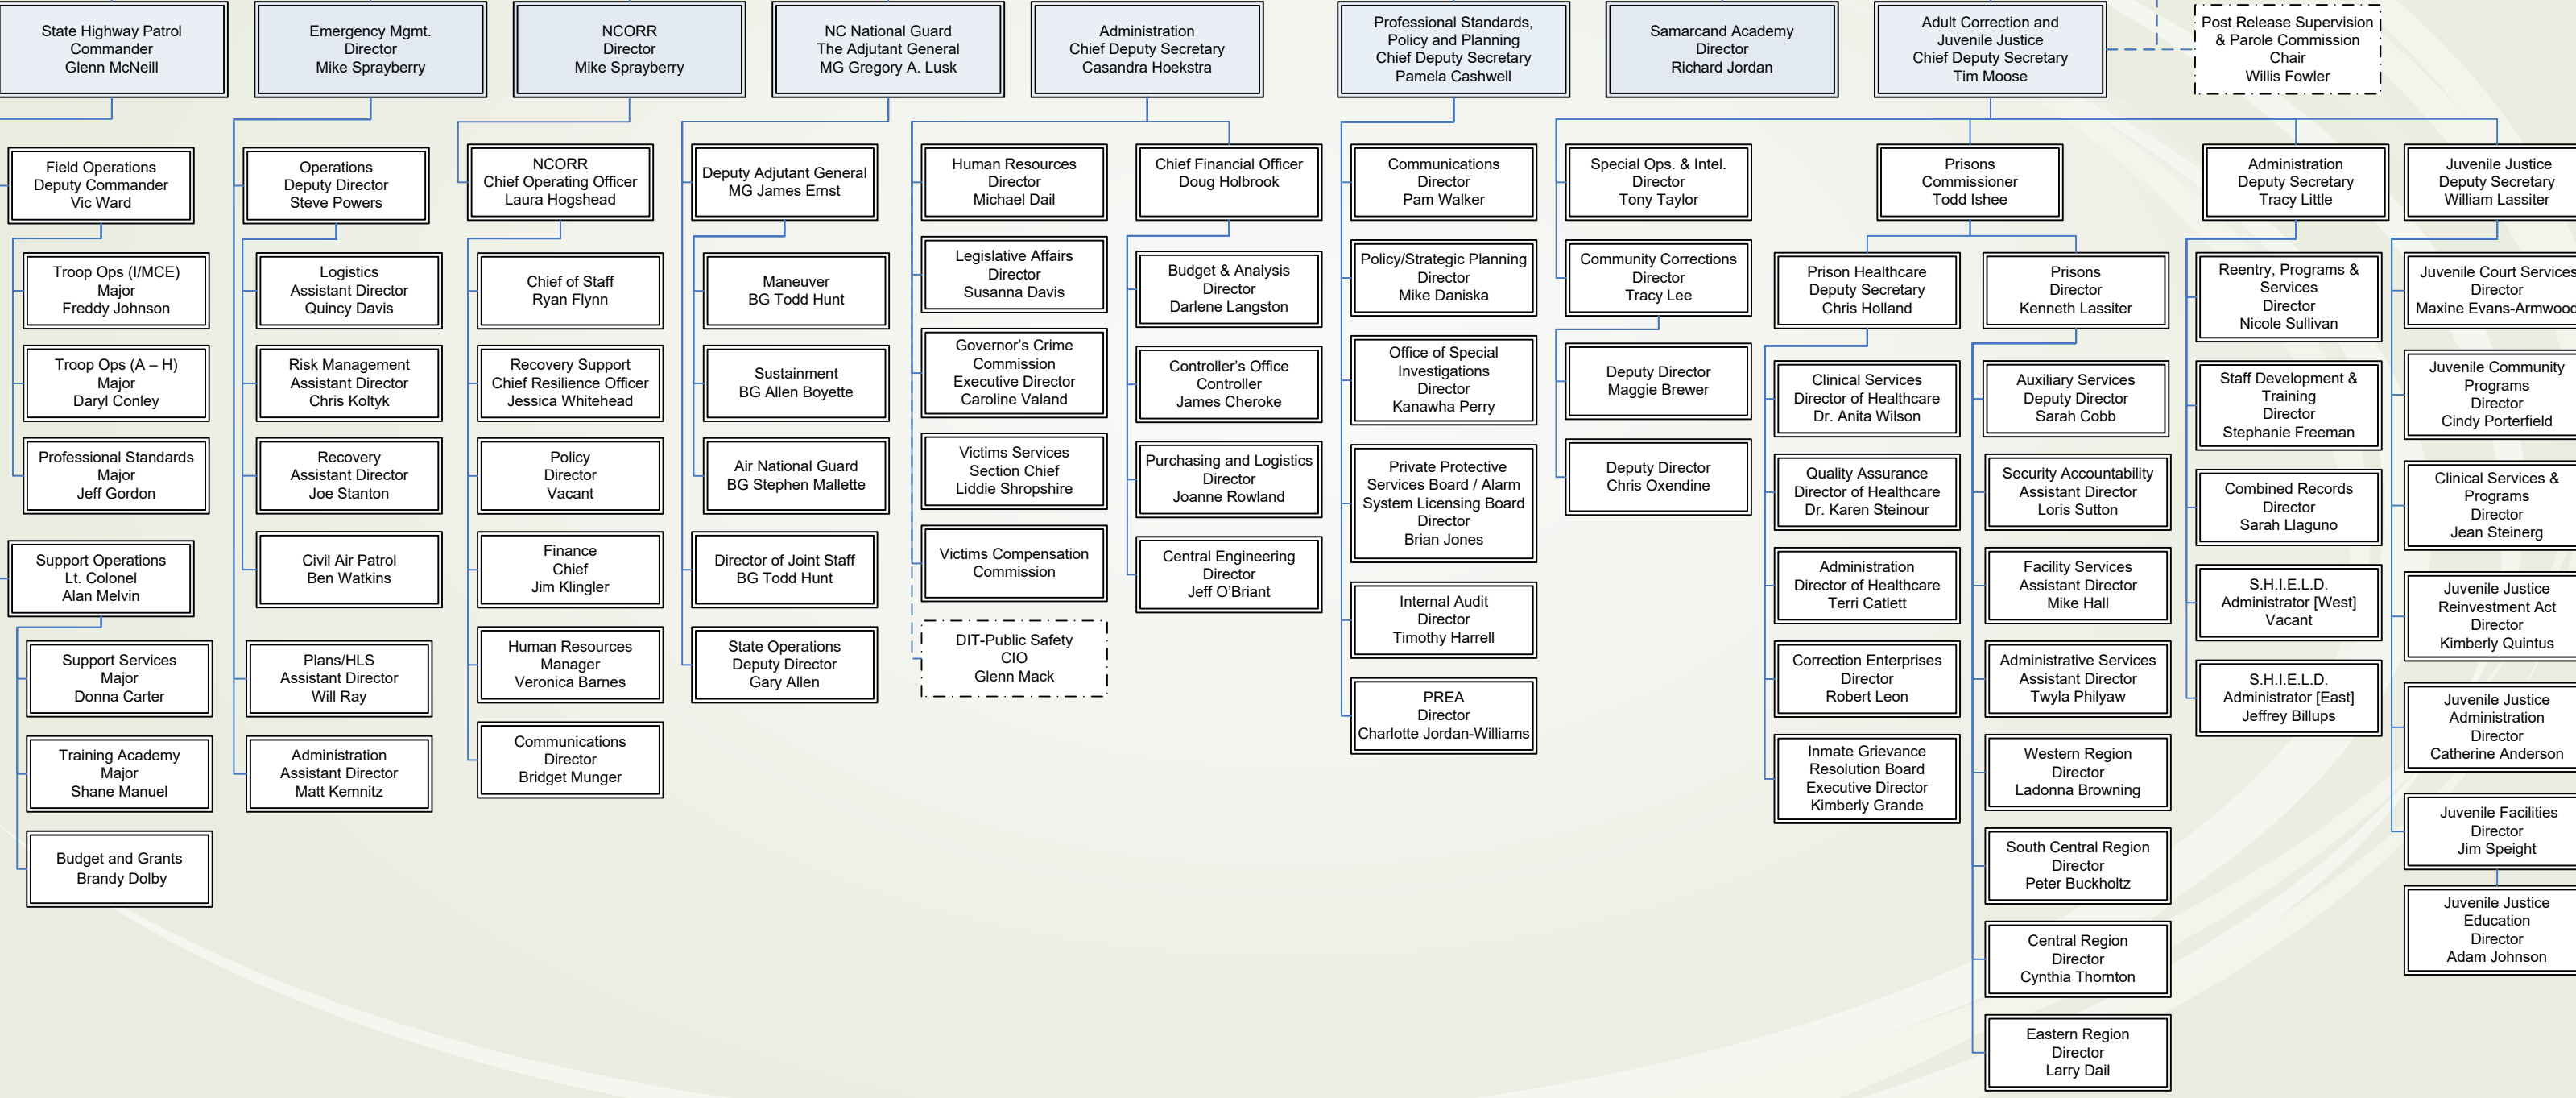 State Highway Patrol
Commander
Glenn McNeill
Emergency Mgmt.
Director
Mike Sprayberry
NCORR
Director
Mike Sprayberry
NC National Guard
The Adjutant General
MG Gregory A. Lusk
Administration
Chief Deputy Secretary
Casandra Hoekstra
Professional Standards,
Policy and Planning
Chief Deputy Secretary
Pamela Cashwell
Samarcand Academy
Director
Richard Jordan
Adult Correction and
Juvenile Justice
Chief Deputy Secretary
Tim Moose
Post Release Supervision
& Parole Commission
Chair
Willis Fowler
Field Operations
Deputy Commander
Vic Ward
Troop Ops (I/MCE)
Major
Freddy Johnson
Troop Ops (A – H)
Major
Daryl Conley
Professional Standards
Major
Jeff Gordon
Support Operations
Lt. Colonel
Alan Melvin
Support Services
Major
Donna Carter
Training Academy
Major
Shane Manuel
Budget and Grants
Brandy Dolby
Operations
Deputy Director
Steve Powers
Logistics
Assistant Director
Quincy Davis
Risk Management
Assistant Director
Chris Koltyk
Recovery
Assistant Director
Joe Stanton
Civil Air Patrol
Ben Watkins
Plans/HLS
Assistant Director
Will Ray
Administration
Assistant Director
Matt Kemnitz
NCORR
Chief Operating Officer
Laura Hogshead
Chief of Staff
Ryan Flynn
Recovery Support
Chief Resilience Officer
Jessica Whitehead
Policy
Director
Vacant
Finance
Chief
Jim Klingler
Human Resources
Manager
Veronica Barnes
Communications
Director
Bridget Munger
Deputy Adjutant General
MG James Ernst
Maneuver
BG Todd Hunt
Sustainment
BG Allen Boyette
Air National Guard
BG Stephen Mallette
Director of Joint Staff
BG Todd Hunt
State Operations
Deputy Director
Gary Allen
Human Resources
Director
Michael Dail
Legislative Affairs
Director
Susanna Davis
Governor's Crime
Commission
Executive Director
Caroline Valand
Victims Services
Section Chief
Liddie Shropshire
Victims Compensation
Commission
DIT-Public Safety
CIO
Glenn Mack
Chief Financial Officer
Doug Holbrook
Budget & Analysis
Director
Darlene Langston
Controller's Office
Controller
James Cheroke
Purchasing and Logistics
Director
Joanne Rowland
Central Engineering
Director
Jeff O'Briant
Communications
Director
Pam Walker
Policy/Strategic Planning
Director
Mike Daniska
Office of Special
Investigations
Director
Kanawha Perry
Private Protective
Services Board / Alarm
System Licensing Board
Director
Brian Jones
Internal Audit
Director
Timothy Harrell
PREA
Director
Charlotte Jordan-Williams
Special Ops. & Intel.
Director
Tony Taylor
Community Corrections
Director
Tracy Lee
Deputy Director
Maggie Brewer
Deputy Director
Chris Oxendine
Prisons
Commissioner
Todd Ishee
Prison Healthcare
Deputy Secretary
Chris Holland
Clinical Services
Director of Healthcare
Dr. Anita Wilson
Quality Assurance
Director of Healthcare
Dr. Karen Steinour
Administration
Director of Healthcare
Terri Catlett
Correction Enterprises
Director
Robert Leon
Inmate Grievance
Resolution Board
Executive Director
Kimberly Grande
Prisons
Director
Kenneth Lassiter
Auxiliary Services
Deputy Director
Sarah Cobb
Security Accountability
Assistant Director
Loris Sutton
Facility Services
Assistant Director
Mike Hall
Administrative Services
Assistant Director
Twyla Philyaw
Western Region
Director
Ladonna Browning
South Central Region
Director
Peter Buckholtz
Central Region
Director
Cynthia Thornton
Eastern Region
Director
Larry Dail
Administration
Deputy Secretary
Tracy Little
Reentry, Programs &
Services
Director
Nicole Sullivan
Staff Development &
Training
Director
Stephanie Freeman
Combined Records
Director
Sarah Llaguno
S.H.I.E.L.D.
Administrator [West]
Vacant
S.H.I.E.L.D.
Administrator [East]
Jeffrey Billups
Juvenile Justice
Deputy Secretary
William Lassiter
Juvenile Court Services
Director
Maxine Evans-Armwood
Juvenile Community
Programs
Director
Cindy Porterfield
Clinical Services &
Programs
Director
Jean Steinerg
Juvenile Justice
Reinvestment Act
Director
Kimberly Quintus
Juvenile Justice
Administration
Director
Catherine Anderson
Juvenile Facilities
Director
Jim Speight
Juvenile Justice
Education
Director
Adam Johnson